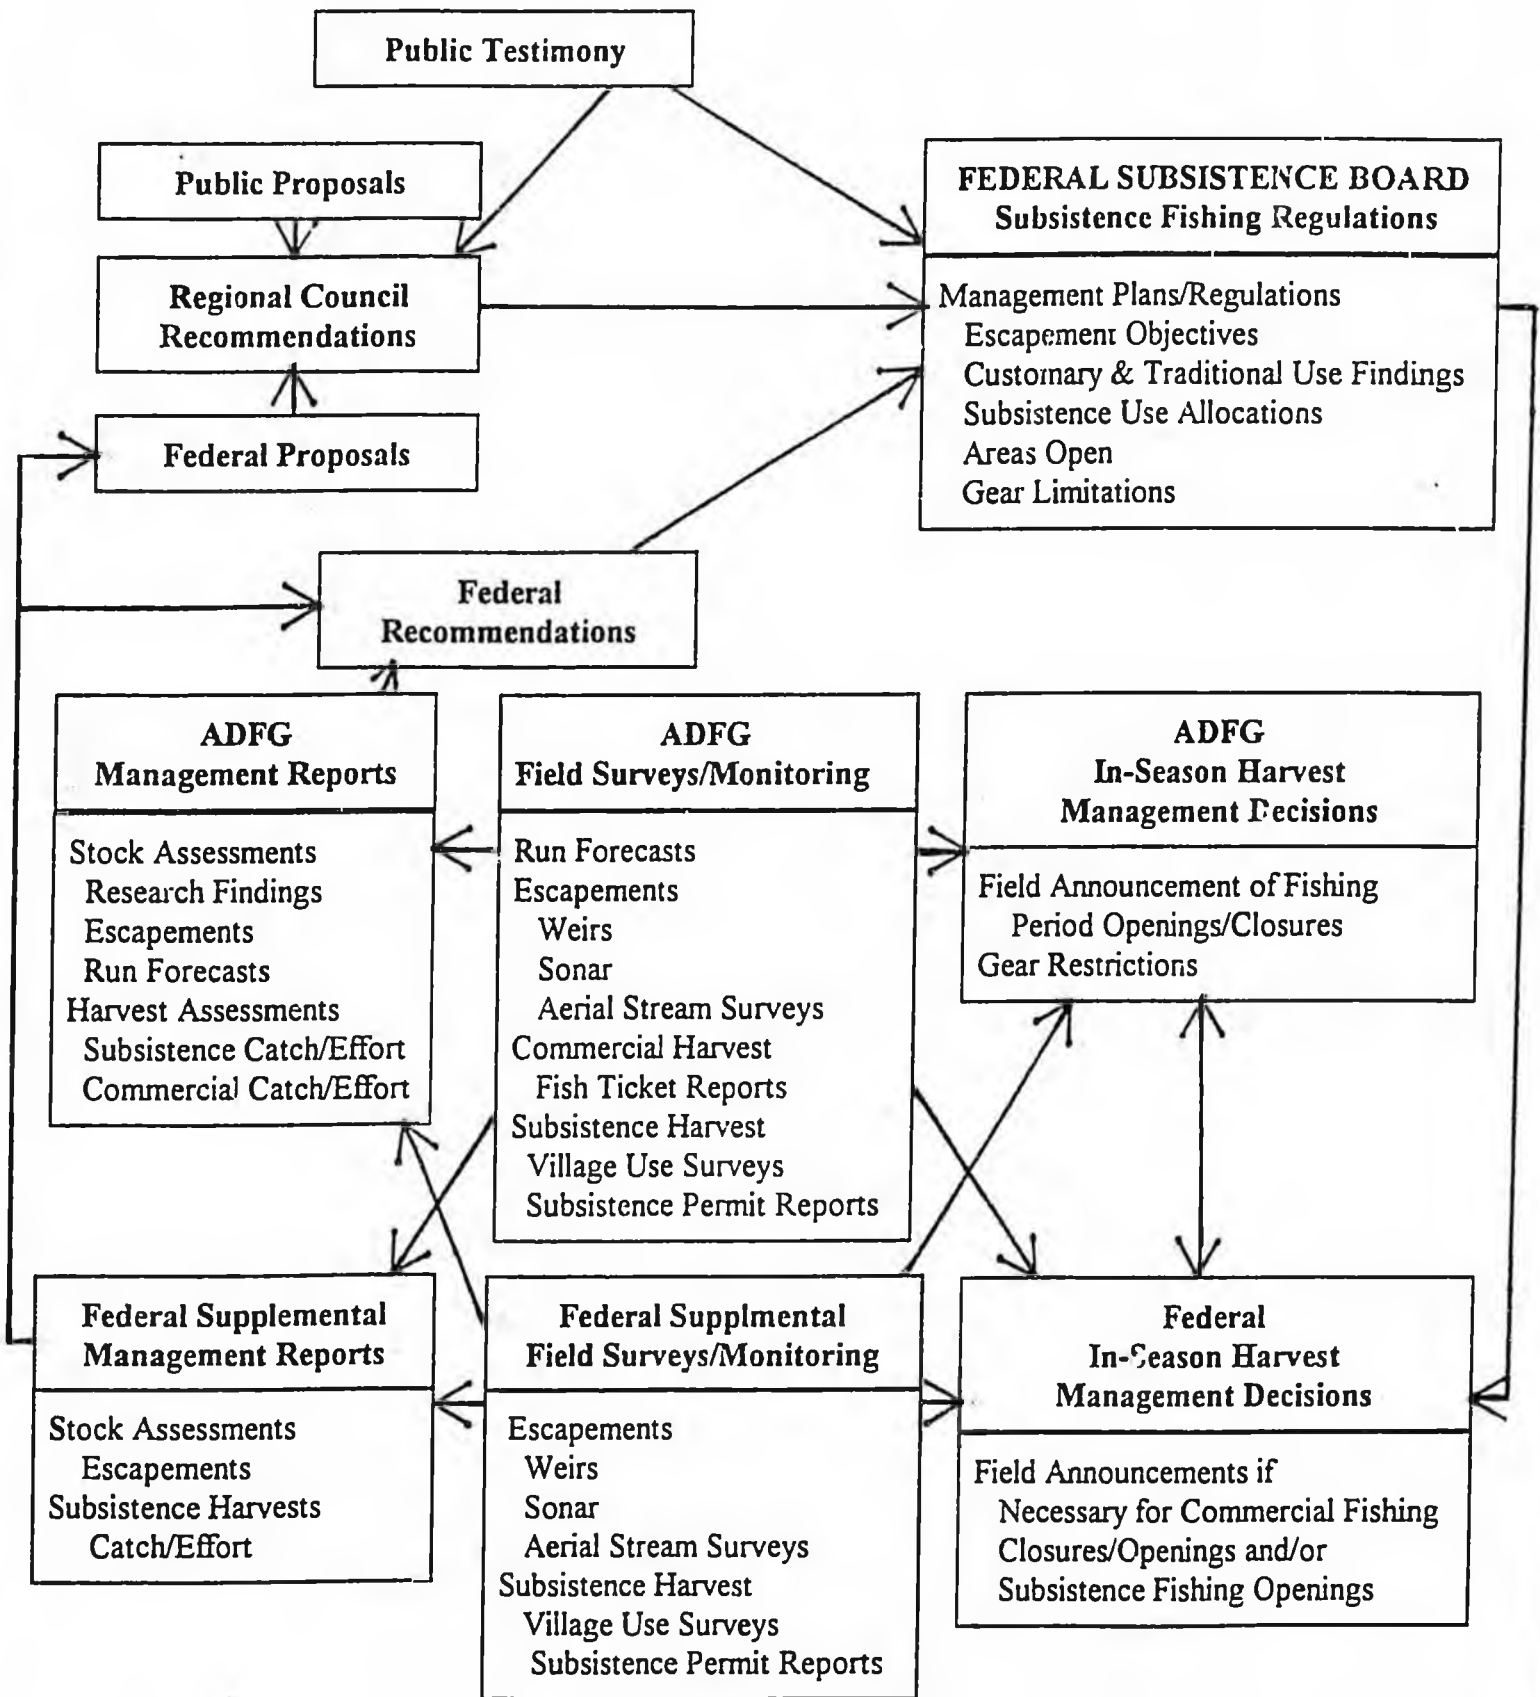 Public Testimony
Public Proposals
FEDERAL SUBSISTENCE BOARD
Subsistence Fishing Regulations
Regional Council
Recommendations
Management Plans/Regulations
Escapement Objectives
Customary & Traditional Use Findings
Subsistence Use Allocations
Areas Open
Gear Limitations
Federal Proposals
Federal
Recommendations
ADFG
Management Reports
Stock Assessments
Research Findings
Escapements
Run Forecasts
Harvest Assessments
Subsistence Catch/Effort
Commercial Catch/Effort
ADFG
Field Surveys/Monitoring
Run Forecasts
Escapements
Weirs
Sonar
Aerial Stream Surveys
Commercial Harvest
Fish Ticket Reports
Subsistence Harvest
Village Use Surveys
Subsistence Permit Reports
ADFG
In-Season Harvest
Management Decisions
Field Announcement of Fishing
Period Openings/Closures
Gear Restrictions
Federal Supplemental
Management Reports
Stock Assessments
Escapements
Subsistence Harvests
Catch/Effort
Federal Supplmental
Field Surveys/Monitoring
Escapements
Weirs
Sonar
Aerial Stream Surveys
Subsistence Harvest
Village Use Surveys
Subsistence Permit Reports
Federal
In-Season Harvest
Management Decisions
Field Announcements if
Necessary for Commercial Fishing
Closures/Openings and/or
Subsistence Fishing Openings